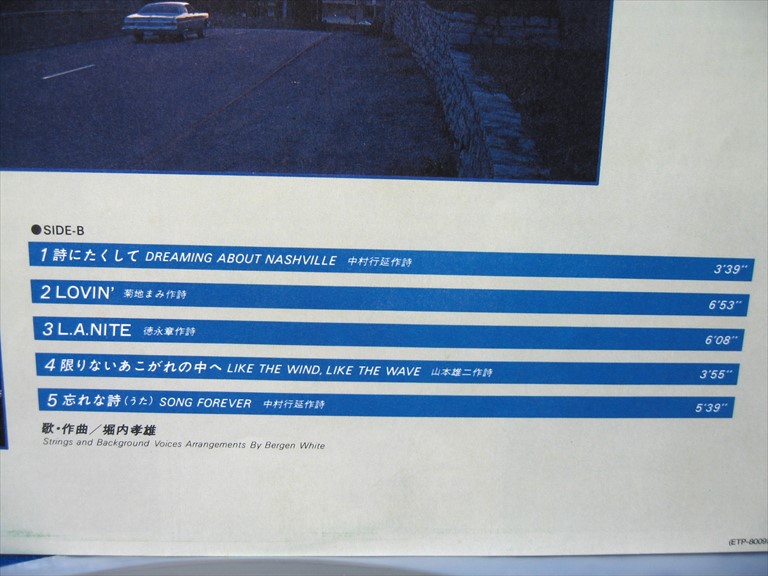 ●SIDE-B
1 詩にたくして DREAMING ABOUT NASHVILLE 中村行延作詩 3'39"
2 LOVIN' 菊地まみ作詩 6'53"
3 L.A.NITE 徳永章作詩 6'08"
4 限りないあこがれの中へ LIKE THE WIND, LIKE THE WAVE 山本雄二作詩 3'55"
5 忘れな詩(うた) SONG FOREVER 中村行延作詩 5'39"
歌・作曲／堀内孝雄
Strings and Background Voices Arrangements By Bergen White
(ETP-8009